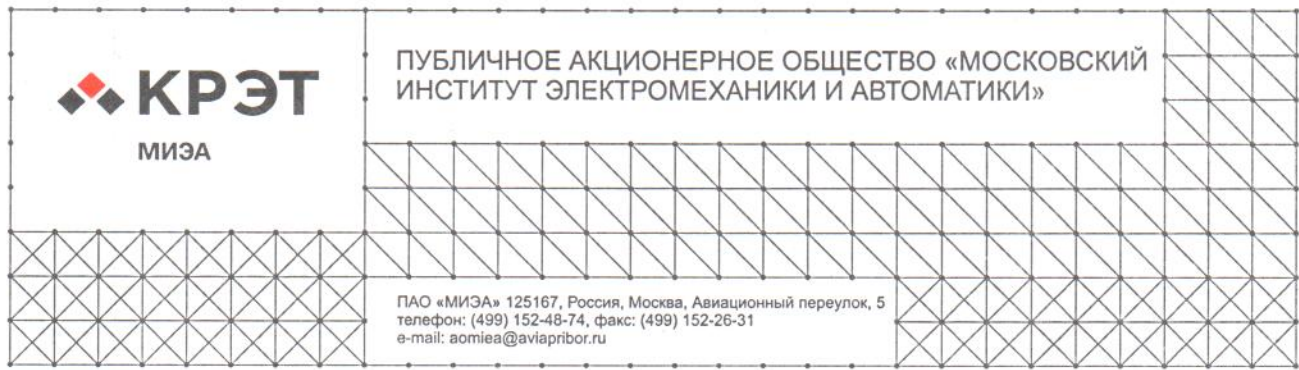 КРЭТ
МИЭА
ПУБЛИЧНОЕ АКЦИОНЕРНОЕ ОБЩЕСТВО «МОСКОВСКИЙ
ИНСТИТУТ ЭЛЕКТРОМЕХАНИКИ И АВТОМАТИКИ»
ПАО «МИЭА» 125167, Россия, Москва, Авиационный переулок, 5
телефон: (499) 152-48-74, факс: (499) 152-26-31
e-mail: aomiea@aviapribor.ru